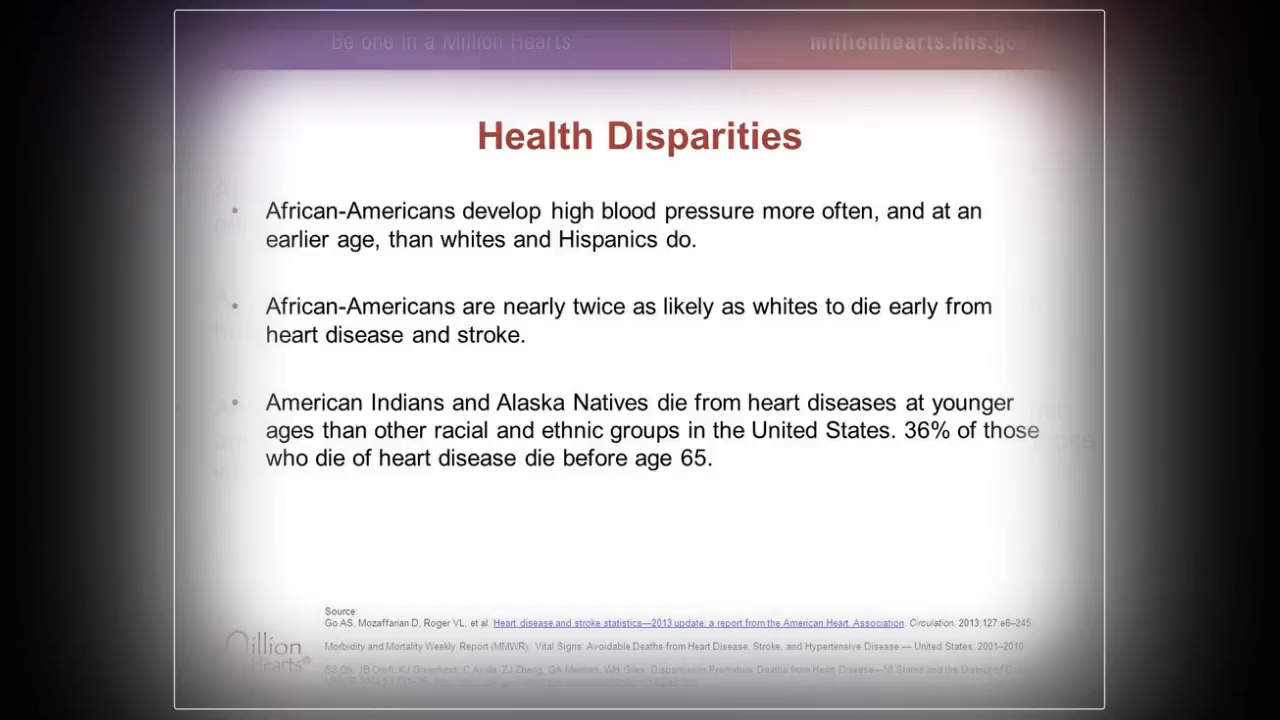 Be one in a Million Hearts
millionhearts.hhs.gov
Health Disparities
• African-Americans develop high blood pressure more often, and at an
earlier age, than whites and Hispanics do.
• African-Americans are nearly twice as likely as whites to die early from
heart disease and stroke.
• American Indians and Alaska Natives die from heart diseases at younger
ages than other racial and ethnic groups in the United States. 36% of those
who die of heart disease die before age 65.
Source:
Go AS, Mozaffarian D, Roger VL, et al. Heart disease and stroke statistics—2013 update: a report from the American Heart Association. Circulation. 2013;127:e6–245.
Morbidity and Mortality Weekly Report (MMWR). Vital Signs: Avoidable Deaths from Heart Disease, Stroke, and Hypertensive Disease — United States, 2001–2010
Million
Hearts®